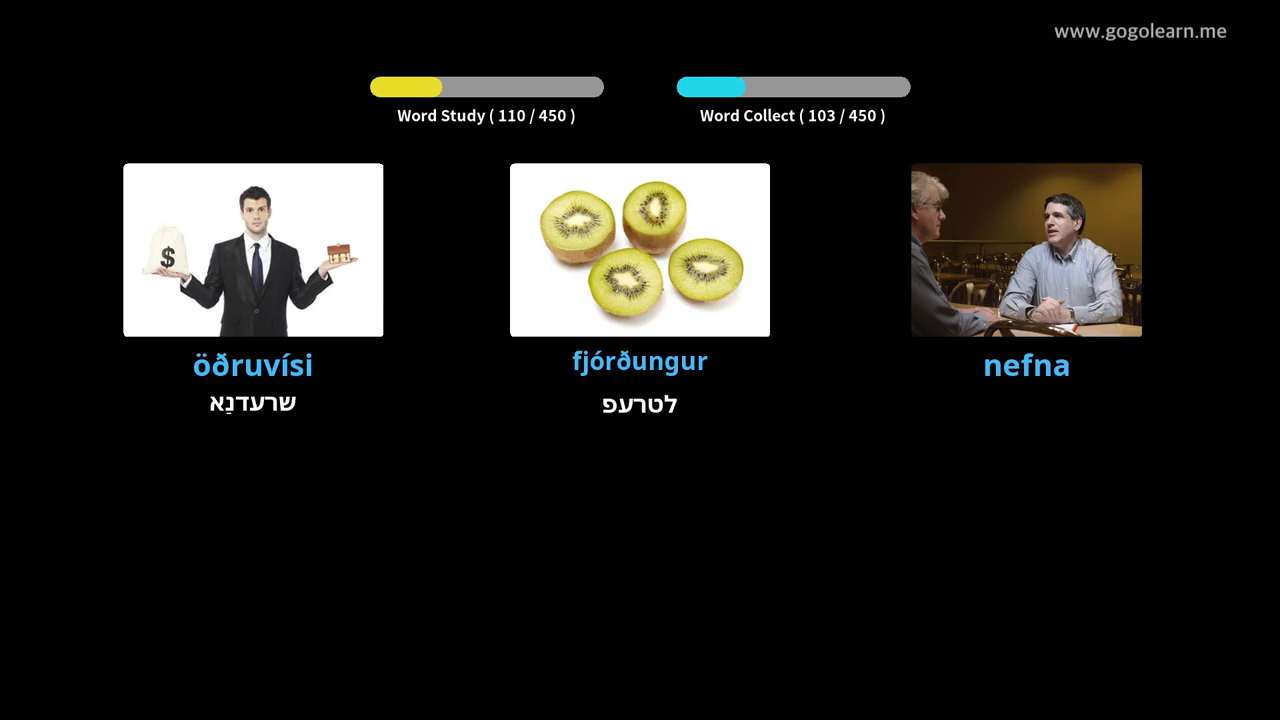 www.gogolearn.me
Word Study ( 110 / 450 )
Word Collect ( 103 / 450 )
öðruvísi
fjórðungur
nefna
שרעדנַא
לטרעפ